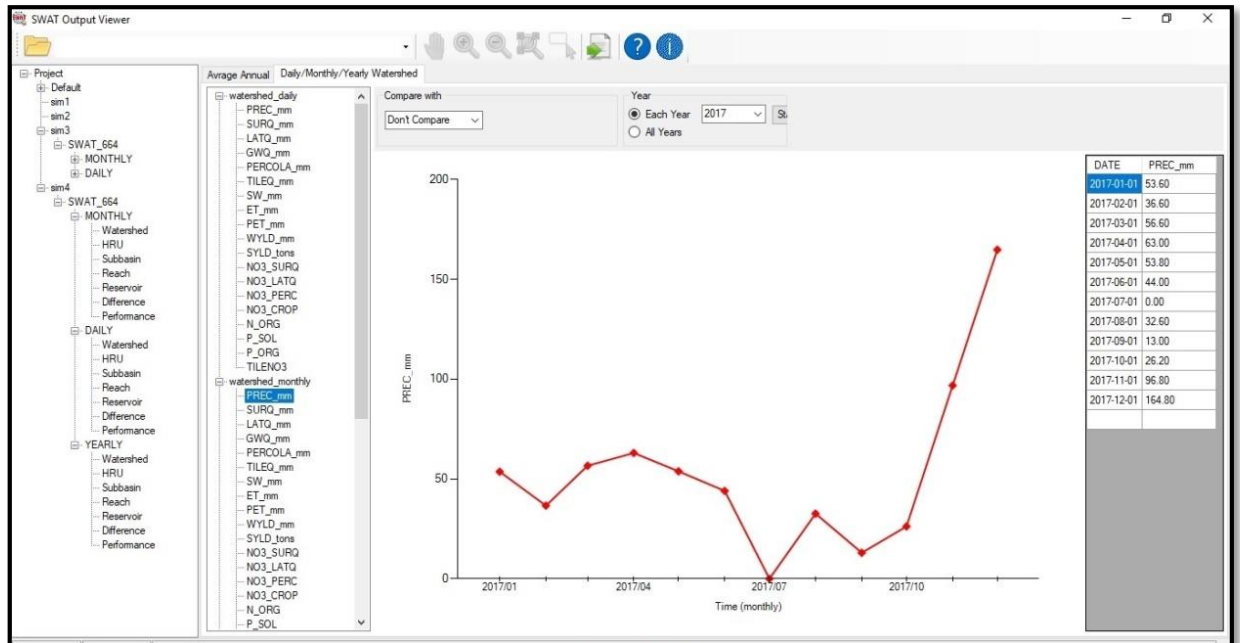 SWAT Output Viewer
Project
Default
sim1
sim2
sim3
SWAT_664
MONTHLY
DAILY
sim4
SWAT_664
MONTHLY
Watershed
HRU
Subbasin
Reach
Reservoir
Difference
Performance
DAILY
Watershed
HRU
Subbasin
Reach
Reservoir
Difference
Performance
YEARLY
Watershed
HRU
Subbasin
Reach
Reservoir
Difference
Performance
Avrage Annual Daily/Monthly/Yearly Watershed
watershed_daily
PREC_mm
SURQ_mm
LATQ_mm
GWQ_mm
PERCOLA_mm
TILEQ_mm
SW_mm
ET_mm
PET_mm
WYLD_mm
SYLD_tons
NO3_SURQ
NO3_LATQ
NO3_PERC
NO3_CROP
N_ORG
P_SOL
P_ORG
TILENO3
watershed_monthly
PREC_mm
SURQ_mm
LATQ_mm
GWQ_mm
PERCOLA_mm
TILEQ_mm
SW_mm
ET_mm
PET_mm
WYLD_mm
SYLD_tons
NO3_SURQ
NO3_LATQ
NO3_PERC
NO3_CROP
N_ORG
P_SOL
Compare with
Don't Compare
Year
Each Year 2017
All Years
200
150
100
50
0
PREC_mm
2017/01 2017/04 2017/07 2017/10
Time (monthly)
DATE PREC_mm
2017-01-01 53.60
2017-02-01 36.60
2017-03-01 56.60
2017-04-01 63.00
2017-05-01 53.80
2017-06-01 44.00
2017-07-01 0.00
2017-08-01 32.60
2017-09-01 13.00
2017-10-01 26.20
2017-11-01 96.80
2017-12-01 164.80